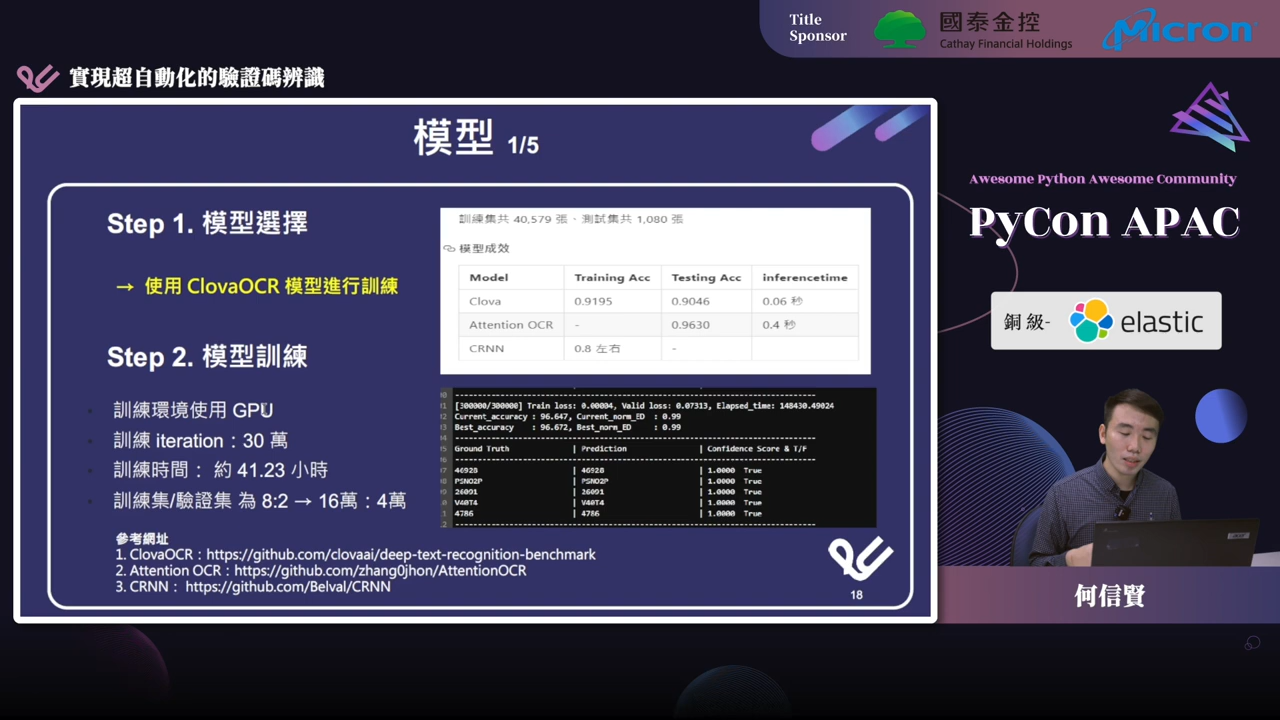 Title
Sponsor
國泰金控
Cathay Financial Holdings
Micron
實現超自動化的驗證碼辨識
模型 1/5
Step 1. 模型選擇
→ 使用 ClovaOCR 模型進行訓練
Step 2. 模型訓練
訓練環境使用 GPU
訓練 iteration：30 萬
訓練時間： 約 41.23 小時
訓練集/驗證集 為 8:2 → 16萬：4萬
參考網址
1. ClovaOCR：https://github.com/clovaai/deep-text-recognition-benchmark
2. Attention OCR：https://github.com/zhang0jhon/AttentionOCR
3. CRNN： https://github.com/Belval/CRNN
訓練集共 40,579 張，測試集共 1,080 張
模型成效
Model Training Acc Testing Acc inferencetime
Clova 0.9195 0.9046 0.06 秒
Attention OCR - 0.9630 0.4 秒
CRNN 0.8 左右 -
[300000/300000] Train loss: 0.00004, Valid loss: 0.07313, Elapsed_time: 148430.49024
Current_accuracy : 96.647, Current_norm_ED : 0.99
Best_accuracy : 96.672, Best_norm_ED : 0.99
Ground Truth | Prediction | Confidence Score & T/F
46928 | 46928 | 1.0000 True
PSNO2P | PSNO2P | 1.0000 True
26091 | 26091 | 1.0000 True
V40T4 | V40T4 | 1.0000 True
4786 | 4786 | 1.0000 True
18
Awesome Python Awesome Community
PyCon APAC
銅級- elastic
acer
何信賢